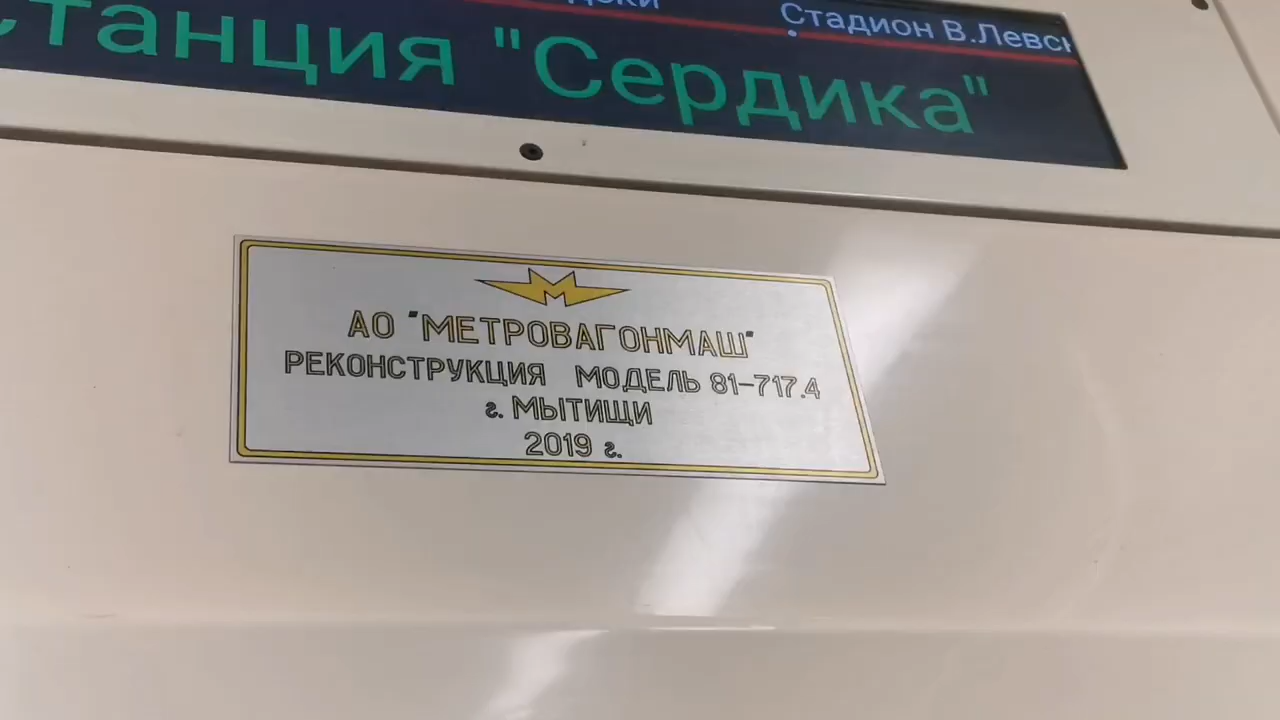 Стадион В.Левск
станция "Сердика"
АО "МЕТРОВАГОНМАШ"
РЕКОНСТРУКЦИЯ МОДЕЛЬ 81-717.4
г. МЫТИЩИ
2019 г.